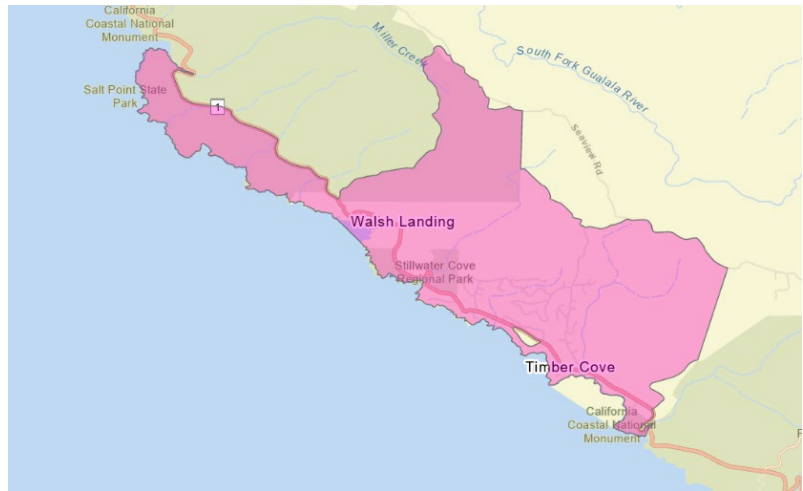 California
Coastal National
Monument
Miller Creek
South Fork Gualala River
Salt Point State
Park
1
Seaview Rd
Walsh Landing
Stillwater Cove
Regional Park
Timber Cove
California
Coastal National
Monument
F